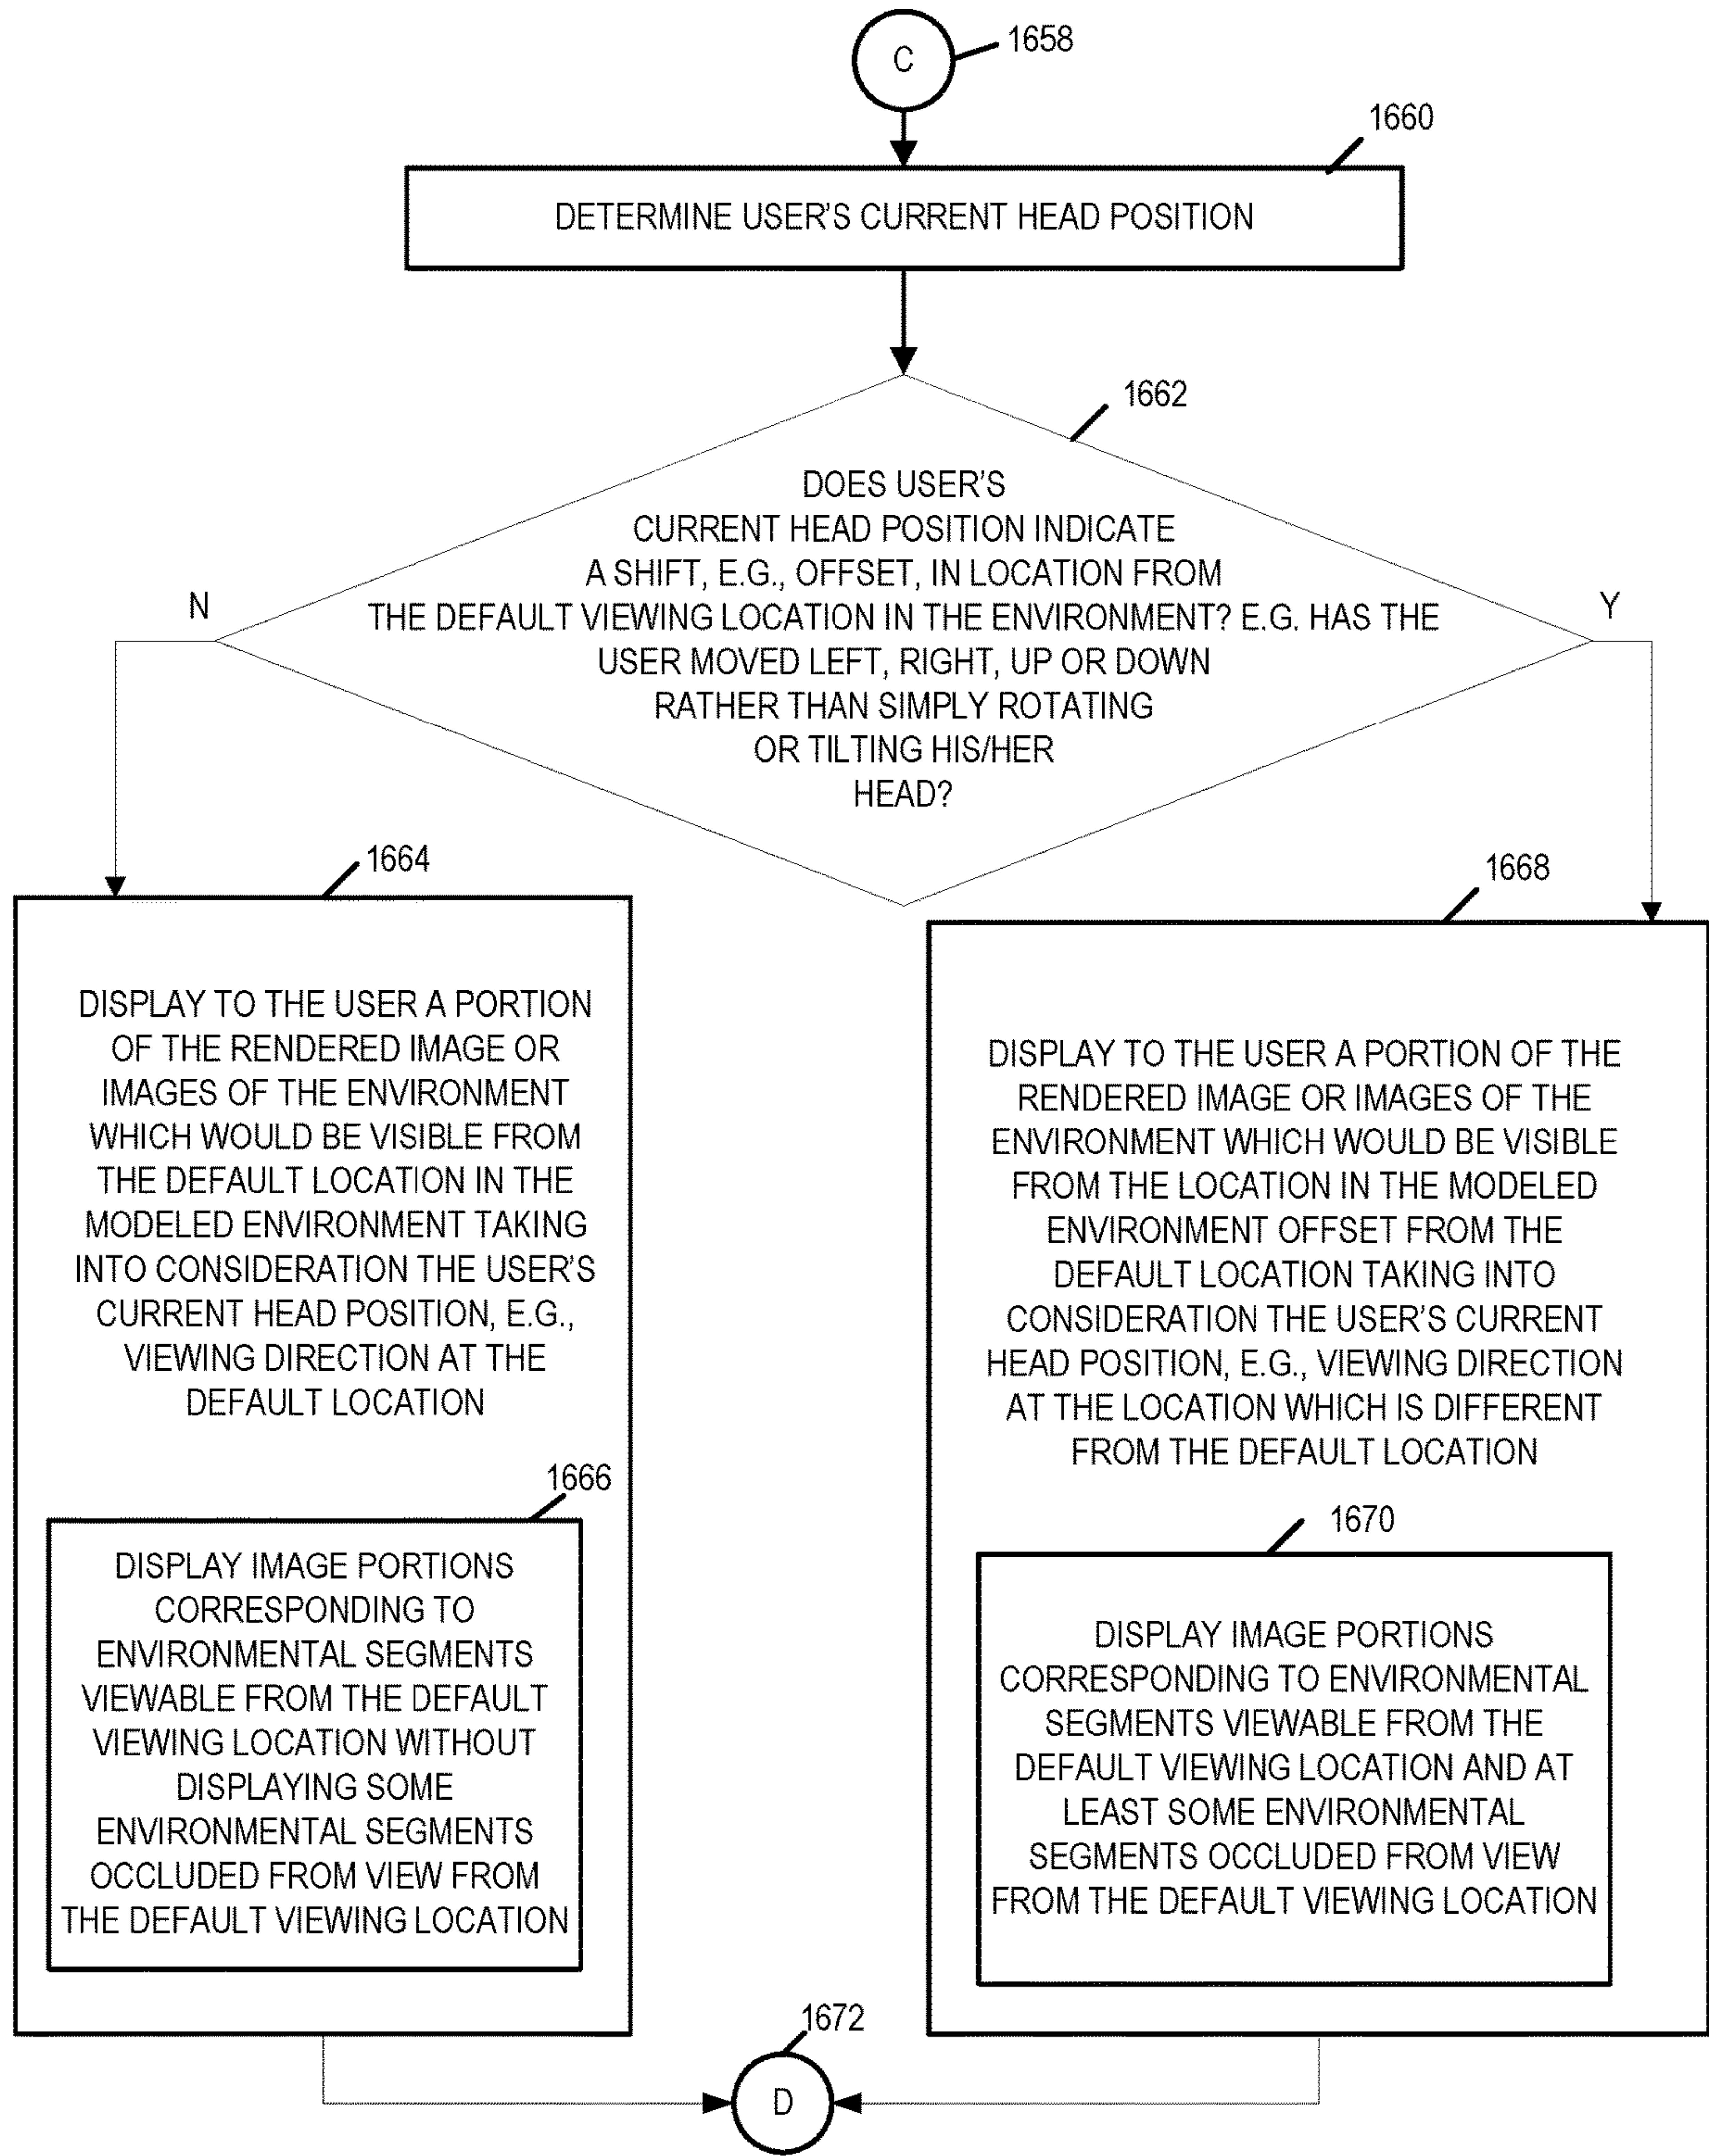 C
1658
1660
DETERMINE USER'S CURRENT HEAD POSITION
1662
DOES USER'S
CURRENT HEAD POSITION INDICATE
A SHIFT, E.G., OFFSET, IN LOCATION FROM
THE DEFAULT VIEWING LOCATION IN THE ENVIRONMENT? E.G. HAS THE
USER MOVED LEFT, RIGHT, UP OR DOWN
RATHER THAN SIMPLY ROTATING
OR TILTING HIS/HER
HEAD?
N
Y
1664
DISPLAY TO THE USER A PORTION
OF THE RENDERED IMAGE OR
IMAGES OF THE ENVIRONMENT
WHICH WOULD BE VISIBLE FROM
THE DEFAULT LOCATION IN THE
MODELED ENVIRONMENT TAKING
INTO CONSIDERATION THE USER'S
CURRENT HEAD POSITION, E.G.,
VIEWING DIRECTION AT THE
DEFAULT LOCATION
1666
DISPLAY IMAGE PORTIONS
CORRESPONDING TO
ENVIRONMENTAL SEGMENTS
VIEWABLE FROM THE DEFAULT
VIEWING LOCATION WITHOUT
DISPLAYING SOME
ENVIRONMENTAL SEGMENTS
OCCLUDED FROM VIEW FROM
THE DEFAULT VIEWING LOCATION
1668
DISPLAY TO THE USER A PORTION OF THE
RENDERED IMAGE OR IMAGES OF THE
ENVIRONMENT WHICH WOULD BE VISIBLE
FROM THE LOCATION IN THE MODELED
ENVIRONMENT OFFSET FROM THE
DEFAULT LOCATION TAKING INTO
CONSIDERATION THE USER'S CURRENT
HEAD POSITION, E.G., VIEWING DIRECTION
AT THE LOCATION WHICH IS DIFFERENT
FROM THE DEFAULT LOCATION
1670
DISPLAY IMAGE PORTIONS
CORRESPONDING TO ENVIRONMENTAL
SEGMENTS VIEWABLE FROM THE
DEFAULT VIEWING LOCATION AND AT
LEAST SOME ENVIRONMENTAL
SEGMENTS OCCLUDED FROM VIEW
FROM THE DEFAULT VIEWING LOCATION
1672
D